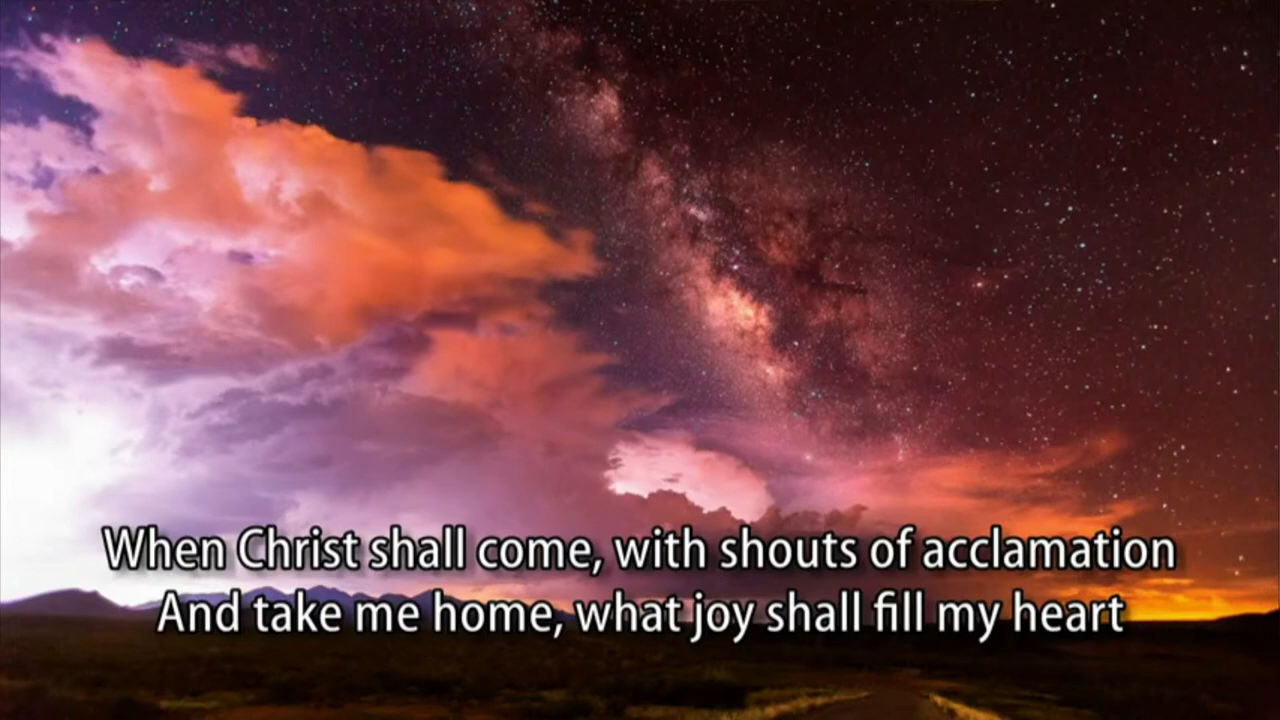 When Christ shall come, with shouts of acclamation
And take me home, what joy shall fill my heart